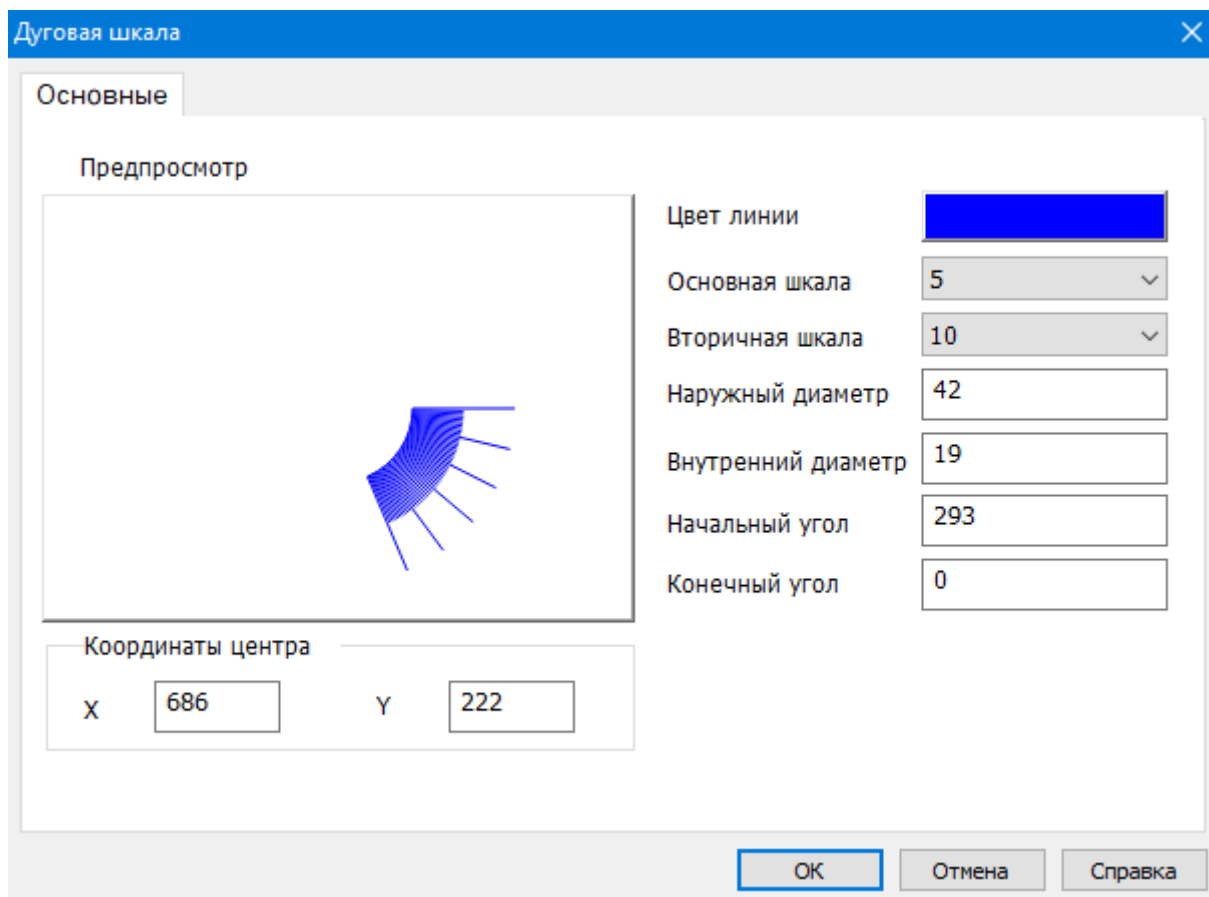 Дуговая шкала
Основные
Предпросмотр
Цвет линии
Основная шкала 5
Вторичная шкала 10
Наружный диаметр 42
Внутренний диаметр 19
Начальный угол 293
Конечный угол 0
Координаты центра
X 686 Y 222
OK Отмена Справка